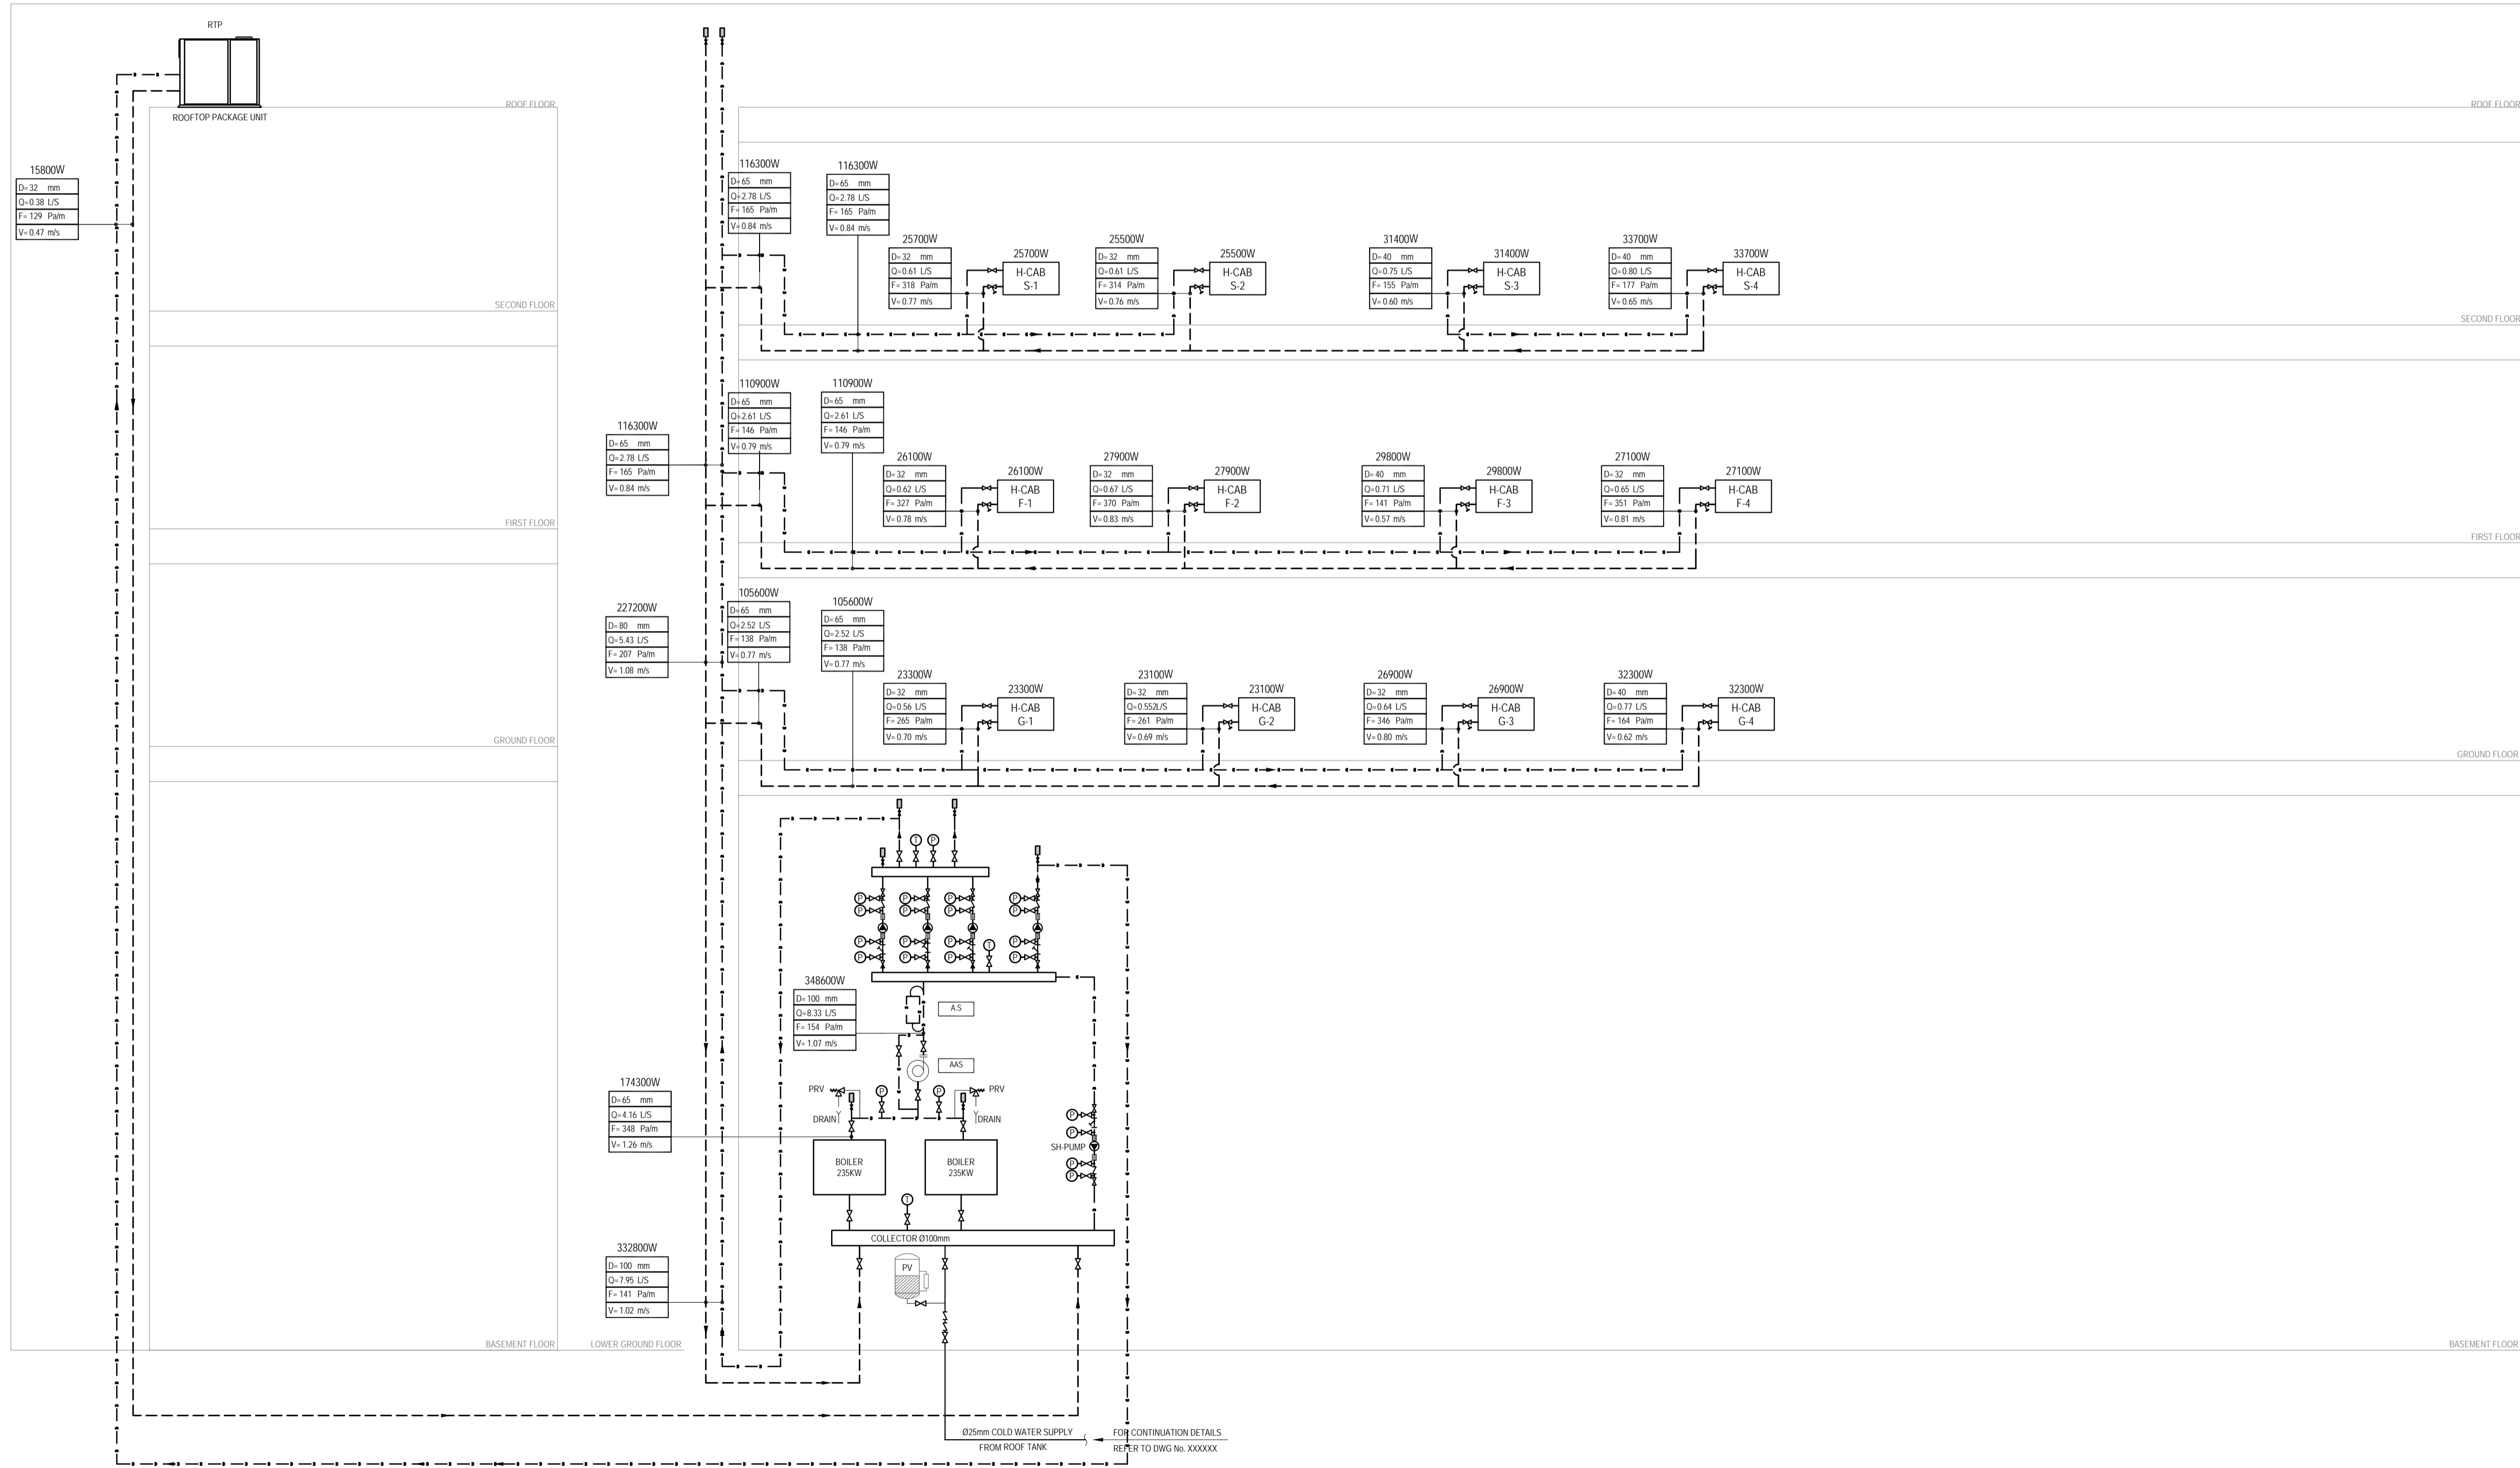 RTP
ROOFTOP PACKAGE UNIT
ROOF FLOOR
ROOF FLOOR
15800W
D= 32 mm
Q=0.38 L/S
F= 129 Pa/m
V= 0.47 m/s
116300W
D= 65 mm
Q=2.78 L/S
F= 165 Pa/m
V= 0.84 m/s
116300W
D= 65 mm
Q=2.78 L/S
F= 165 Pa/m
V= 0.84 m/s
25700W
D= 32 mm
Q=0.61 L/S
F= 318 Pa/m
V= 0.77 m/s
25700W
H-CAB
S-1
25500W
D= 32 mm
Q=0.61 L/S
F= 314 Pa/m
V= 0.76 m/s
25500W
H-CAB
S-2
31400W
D= 40 mm
Q=0.75 L/S
F= 155 Pa/m
V= 0.60 m/s
31400W
H-CAB
S-3
33700W
D= 40 mm
Q=0.80 L/S
F= 177 Pa/m
V= 0.65 m/s
33700W
H-CAB
S-4
SECOND FLOOR
SECOND FLOOR
116300W
D= 65 mm
Q=2.78 L/S
F= 165 Pa/m
V= 0.84 m/s
110900W
D= 65 mm
Q=2.61 L/S
F= 146 Pa/m
V= 0.79 m/s
110900W
D= 65 mm
Q=2.61 L/S
F= 146 Pa/m
V= 0.79 m/s
26100W
D= 32 mm
Q=0.62 L/S
F= 327 Pa/m
V= 0.78 m/s
26100W
H-CAB
F-1
27900W
D= 32 mm
Q=0.67 L/S
F= 370 Pa/m
V= 0.83 m/s
27900W
H-CAB
F-2
29800W
D= 40 mm
Q=0.71 L/S
F= 141 Pa/m
V= 0.57 m/s
29800W
H-CAB
F-3
27100W
D= 32 mm
Q=0.65 L/S
F= 351 Pa/m
V= 0.81 m/s
27100W
H-CAB
F-4
FIRST FLOOR
FIRST FLOOR
227200W
D= 80 mm
Q=5.43 L/S
F= 207 Pa/m
V= 1.08 m/s
105600W
D= 65 mm
Q=2.52 L/S
F= 138 Pa/m
V= 0.77 m/s
105600W
D= 65 mm
Q=2.52 L/S
F= 138 Pa/m
V= 0.77 m/s
23300W
D= 32 mm
Q=0.56 L/S
F= 265 Pa/m
V= 0.70 m/s
23300W
H-CAB
G-1
23100W
D= 32 mm
Q=0.552L/S
F= 261 Pa/m
V= 0.69 m/s
23100W
H-CAB
G-2
26900W
D= 32 mm
Q=0.64 L/S
F= 346 Pa/m
V= 0.80 m/s
26900W
H-CAB
G-3
32300W
D= 40 mm
Q=0.77 L/S
F= 164 Pa/m
V= 0.62 m/s
32300W
H-CAB
G-4
GROUND FLOOR
GROUND FLOOR
T P
P P P P
P P P P
P P P P
T
P P P P
348600W
D= 100 mm
Q=8.33 L/S
F= 154 Pa/m
V= 1.07 m/s
A.S
AAS
174300W
D= 65 mm
Q=4.16 L/S
F= 348 Pa/m
V= 1.26 m/s
PRV P P PRV
DRAIN DRAIN
P
P
SH-PUMP
P
P
BOILER
235KW
BOILER
235KW
T
COLLECTOR Ø100mm
PV
332800W
D= 100 mm
Q=7.95 L/S
F= 141 Pa/m
V= 1.02 m/s
BASEMENT FLOOR
LOWER GROUND FLOOR
BASEMENT FLOOR
Ø25mm COLD WATER SUPPLY
FROM ROOF TANK
FOR CONTINUATION DETAILS
REFER TO DWG No. XXXXXX